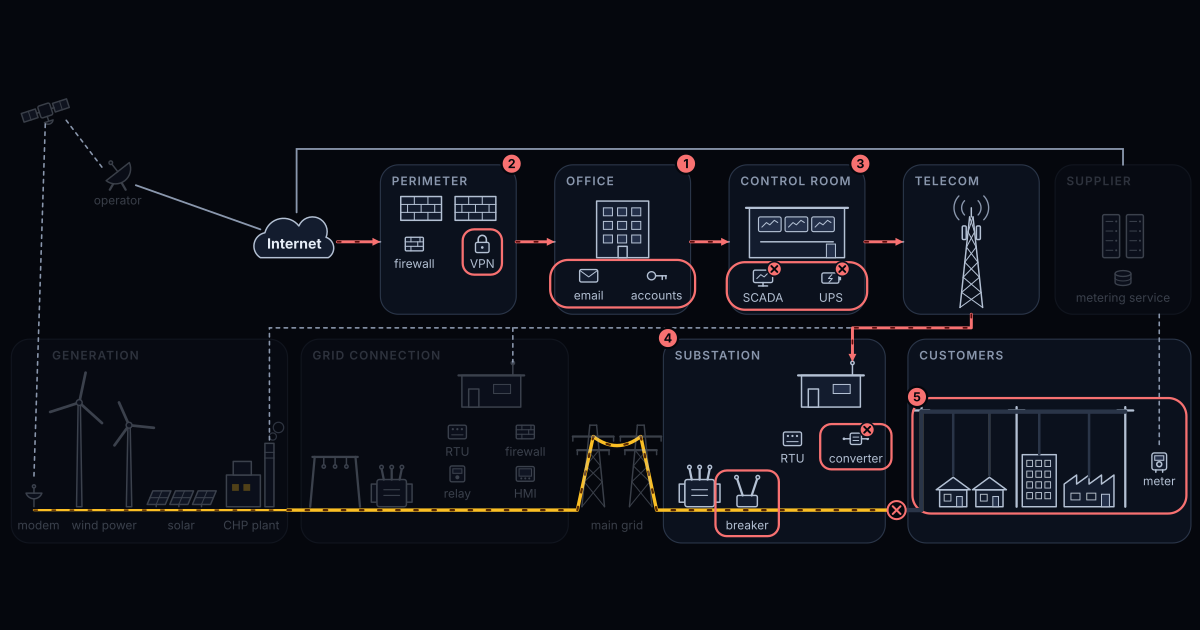 operator
Internet
2
PERIMETER
firewall
VPN
1
OFFICE
email
accounts
3
CONTROL ROOM
SCADA
UPS
TELECOM
SUPPLIER
metering service
GENERATION
modem
wind power
solar
CHP plant
GRID CONNECTION
RTU
firewall
relay
HMI
main grid
4
SUBSTATION
RTU
converter
breaker
CUSTOMERS
5
meter